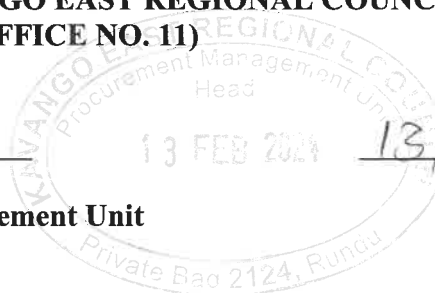 GO EAST REGIONAL COUNC
FFICE NO. 11)
KAVANGO EAST REGIONAL COUNCIL
Procurement Management Unit
Head
13 FEB
13
ement Unit
Private Bag 2124, Rundu